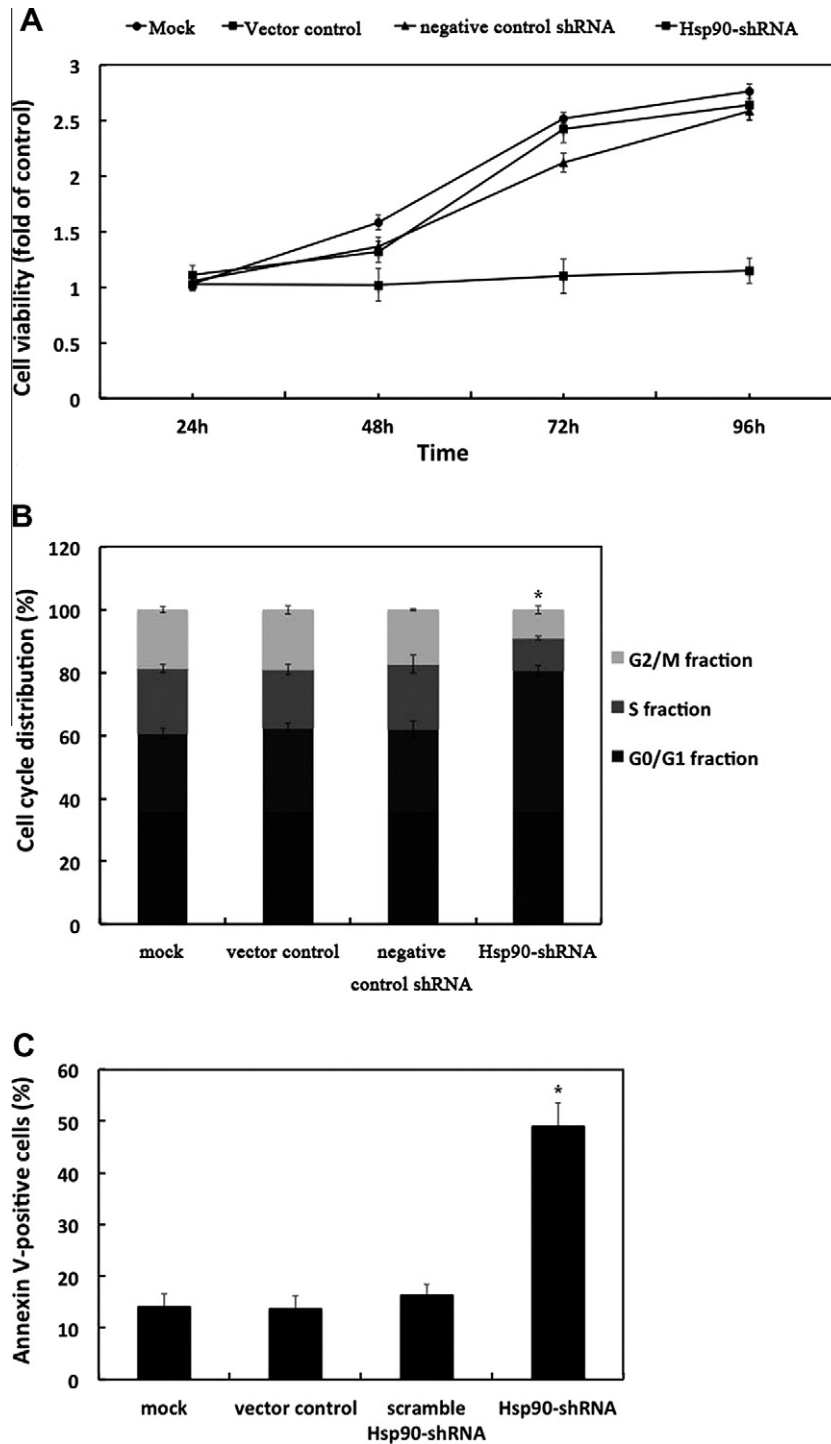 A
Mock Vector control negative control shRNA Hsp90-shRNA
Cell viability (fold of control)
3
2.5
2
1.5
1
0.5
0
24h 48h 72h 96h
Time
B
Cell cycle distribution (%)
120
100
80
60
40
20
0
*
G2/M fraction
S fraction
G0/G1 fraction
mock vector control negative Hsp90-shRNA
control shRNA
C
Annexin V-positive cells (%)
60
50
40
30
20
10
0
*
mock vector control scramble Hsp90-shRNA
Hsp90-shRNA